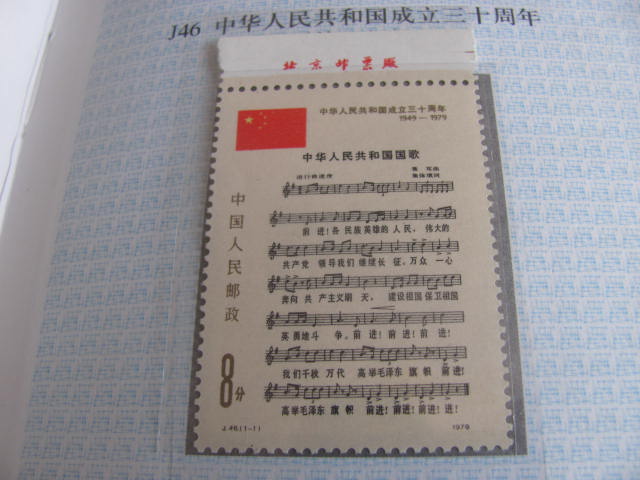 J46 中华人民共和国成立三十周年
北京邮票厂
中华人民共和国成立三十周年
1949—1979
中华人民共和国国歌
进行曲速度
聂耳曲
集体填词
前进!各民族英雄的人民,伟大的
共产党 领导我们继续长 征。万众 一心
奔向 共 产主义明 天, 建设祖国 保卫祖国
英 勇雄斗 争。前 进!前 进!前 进!
我们千秋 万代 高举毛泽东 旗 帜 前进!
高举毛泽东 旗 帜 前进!前进!前进! 进!
中国人民邮政
8分
J.46.(1-1)
1979